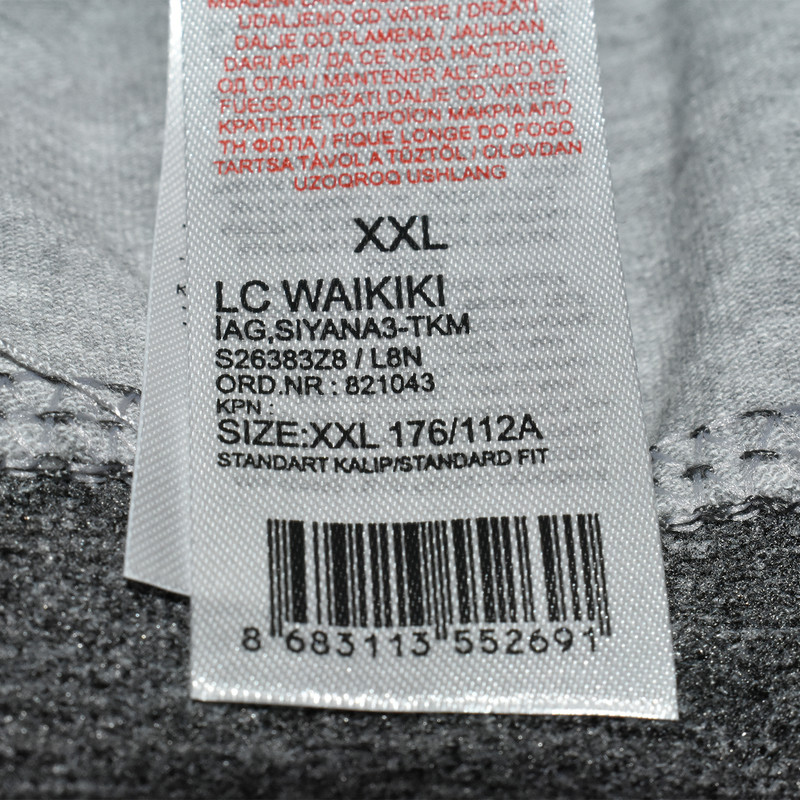 UDALJENO OD VATRE / DRŽATI
DALJE OD PLAMENA / JAUHKAN
DARI API / ДА СЕ ЧУВА НАСТРАНА
ОД ОГАН / MANTENER ALEJADO DE
FUEGO / DRŽATI DALJE OD VATRE /
ΚΡΑΤΗΣΤΕ ΤΟ ΠΡΟΪΟΝ ΜΑΚΡΙΑ ΑΠΟ
ΤΗ ΦΩΤΙΑ / FIQUE LONGE DO FOGO
TARTSA TÁVOL A TŰZTŐL / OLOVDAN
UZOQROQ USHLANG
XXL
LC WAIKIKI
İAG,SIYANA3-TKM
S26383Z8 / L8N
ORD.NR : 821043
KPN :
SIZE:XXL 176/112A
STANDART KALIP/STANDARD FIT
8 683113 552691